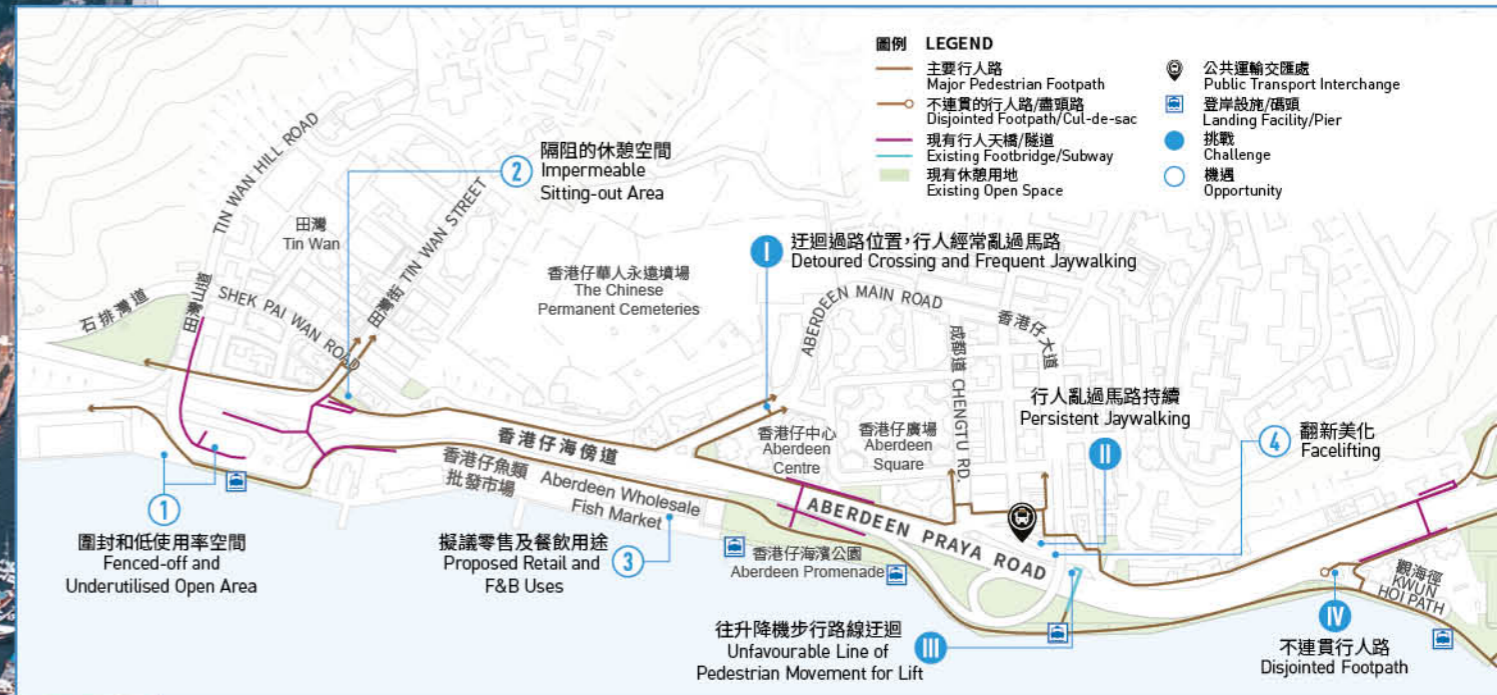 圖例 LEGEND
主要行人路
Major Pedestrian Footpath
不連貫的行人路/盡頭路
Disjointed Footpath/Cul-de-sac
現有行人天橋/隧道
Existing Footbridge/Subway
現有休憩用地
Existing Open Space
公共運輸交匯處
Public Transport Interchange
登岸設施/碼頭
Landing Facility/Pier
挑戰
Challenge
機遇
Opportunity
TIN WAN HILL ROAD
田灣山道
田灣
Tin Wan
石排灣道
SHEK PAI WAN ROAD
田灣街 TIN WAN STREET
2
隔阻的休憩空間
Impermeable
Sitting-out Area
香港仔華人永遠墳場
The Chinese
Permanent Cemeteries
I
迂迴過路位置，行人經常亂過馬路
Detoured Crossing and Frequent Jaywalking
ABERDEEN MAIN ROAD
香港仔大道
成都道 CHENGTU RD.
行人亂過馬路持續
Persistent Jaywalking
II
4
翻新美化
Facelifting
香港仔中心
Aberdeen
Centre
香港仔廣場
Aberdeen
Square
香港仔海傍道
ABERDEEN PRAYA ROAD
香港仔魚類
批發市場
Aberdeen Wholesale
Fish Market
1
圍封和低使用率空間
Fenced-off and
Underutilised Open Area
3
擬議零售及餐飲用途
Proposed Retail and
F&B Uses
香港仔海濱公園
Aberdeen Promenade
III
往升降機步行路線迂迴
Unfavourable Line of
Pedestrian Movement for Lift
觀海徑
KWUN
HOI PATH
IV
不連貫行人路
Disjointed Footpath